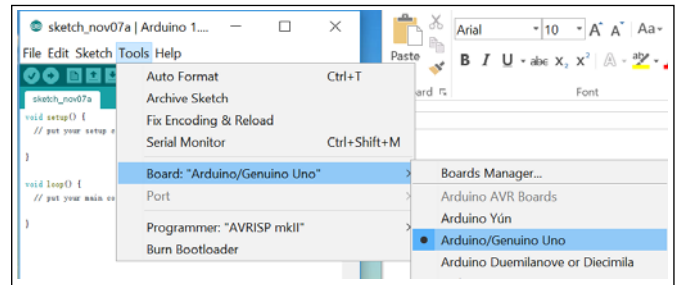 sketch_nov07a | Arduino 1....
File Edit Sketch Tools Help
sketch_nov07a
void setup() {
// put your setup c
}
void loop() {
// put your main co
}
Auto Format Ctrl+T
Archive Sketch
Fix Encoding & Reload
Serial Monitor Ctrl+Shift+M
Board: "Arduino/Genuino Uno"
Port
Programmer: "AVRISP mkII"
Burn Bootloader
Paste
ard
Arial 10 A A Aa
B I U abc X, X² A aby
Font
Boards Manager...
Arduino AVR Boards
Arduino Yún
Arduino/Genuino Uno
Arduino Duemilanove or Diecimila